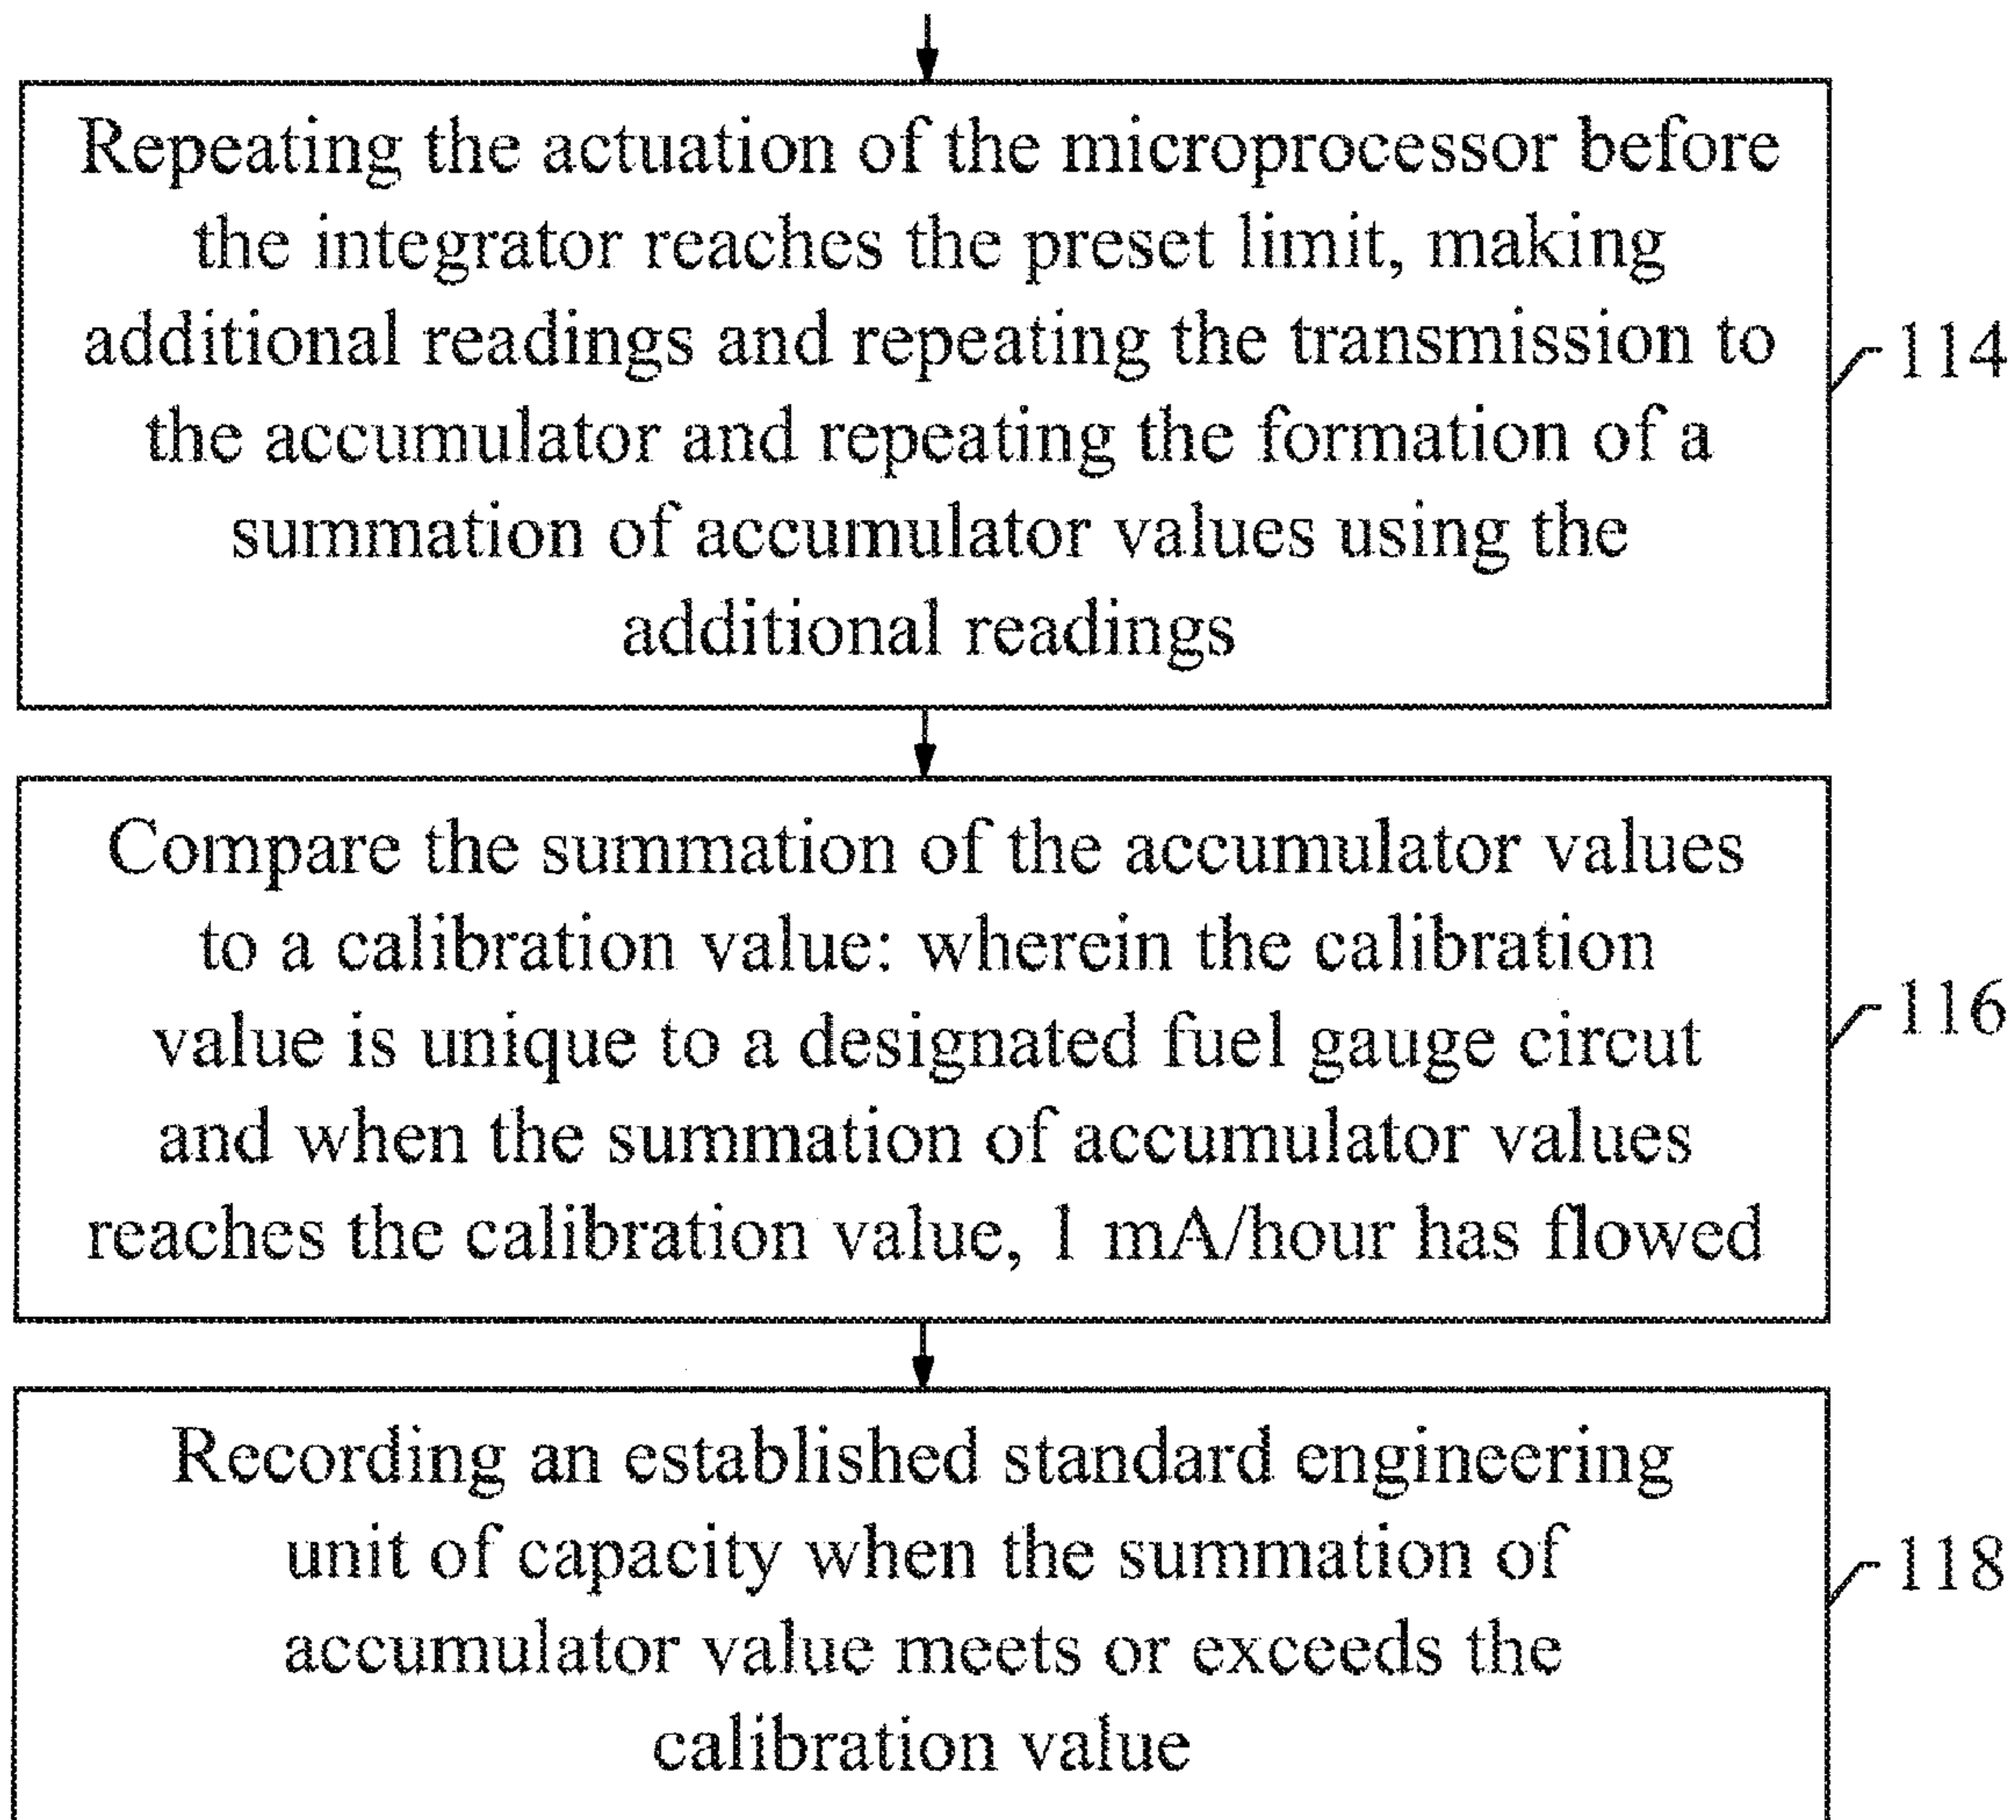 Repeating the actuation of the microprocessor before
the integrator reaches the preset limit, making
additional readings and repeating the transmission to
the accumulator and repeating the formation of a
summation of accumulator values using the
additional readings
114
Compare the summation of the accumulator values
to a calibration value: wherein the calibration
value is unique to a designated fuel gauge circut
and when the summation of accumulator values
reaches the calibration value, 1 mA/hour has flowed
116
Recording an established standard engineering
unit of capacity when the summation of
accumulator value meets or exceeds the
calibration value
118